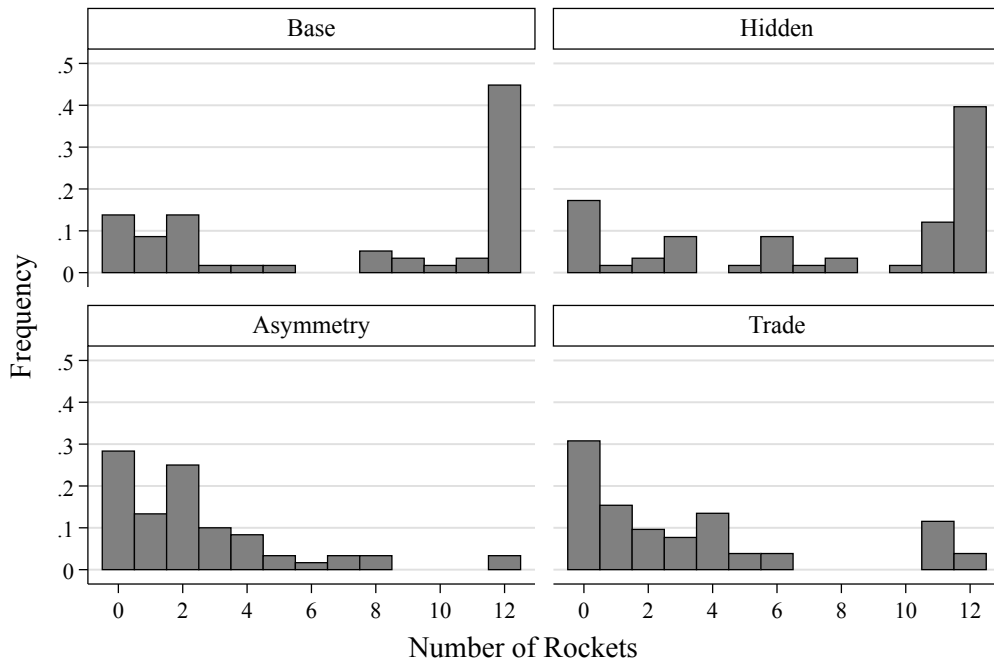 Base Hidden
.5
.4
.3
.2
.1
0
Asymmetry Trade
.5
.4
.3
.2
.1
0
0 2 4 6 8 10 12 0 2 4 6 8 10 12
Frequency
Number of Rockets